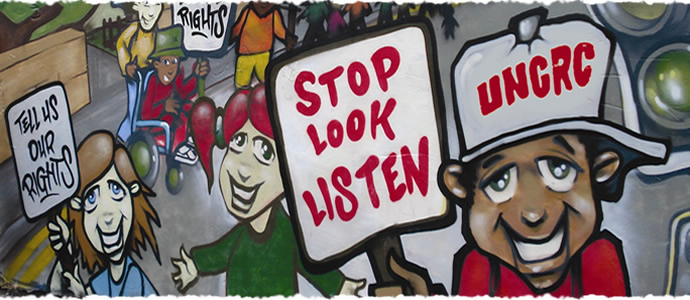 RIGHTS
TELL US
OUR
RIGHTS
STOP
LOOK
LISTEN
UNCRC